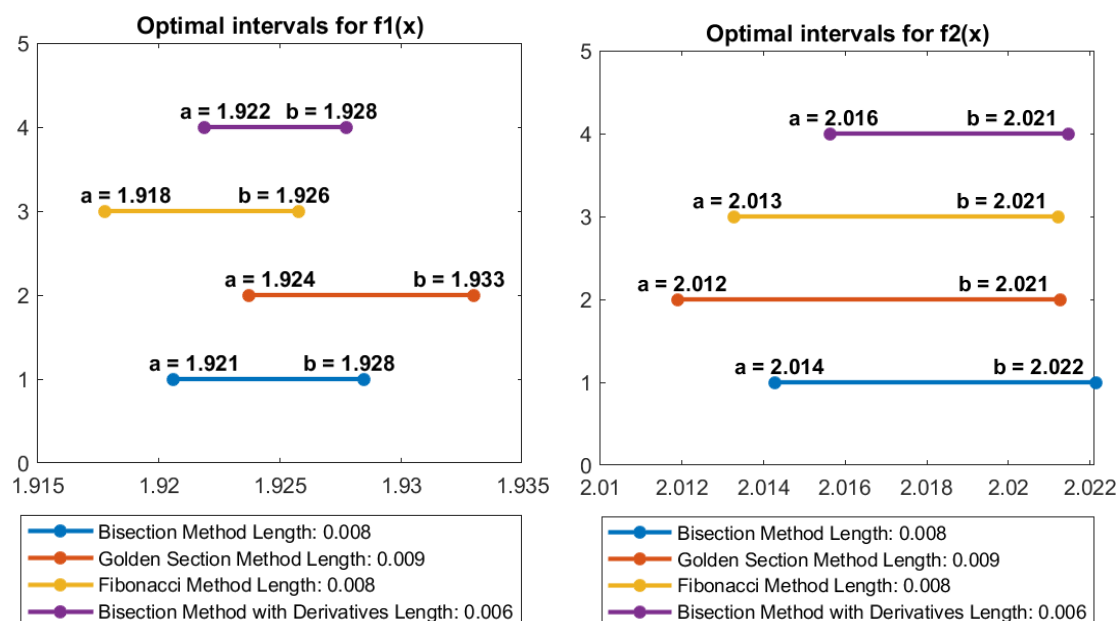 Optimal intervals for f1(x)
5
4
3
2
1
0
a = 1.922 b = 1.928
a = 1.918 b = 1.926
a = 1.924 b = 1.933
a = 1.921 b = 1.928
1.915 1.92 1.925 1.93 1.935
Bisection Method Length: 0.008
Golden Section Method Length: 0.009
Fibonacci Method Length: 0.008
Bisection Method with Derivatives Length: 0.006
Optimal intervals for f2(x)
5
4
3
2
1
0
a = 2.016 b = 2.021
a = 2.013 b = 2.021
a = 2.012 b = 2.021
a = 2.014 b = 2.022
2.01 2.012 2.014 2.016 2.018 2.02 2.022
Bisection Method Length: 0.008
Golden Section Method Length: 0.009
Fibonacci Method Length: 0.008
Bisection Method with Derivatives Length: 0.006